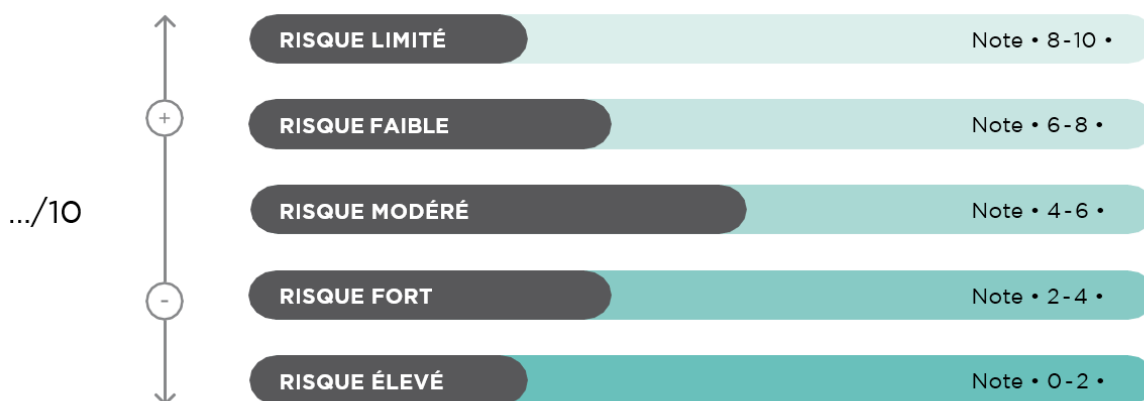 RISQUE LIMITÉ Note • 8-10 •
+
RISQUE FAIBLE Note • 6-8 •
.../10
RISQUE MODÉRÉ Note • 4-6 •
-
RISQUE FORT Note • 2-4 •
RISQUE ÉLEVÉ Note • 0-2 •